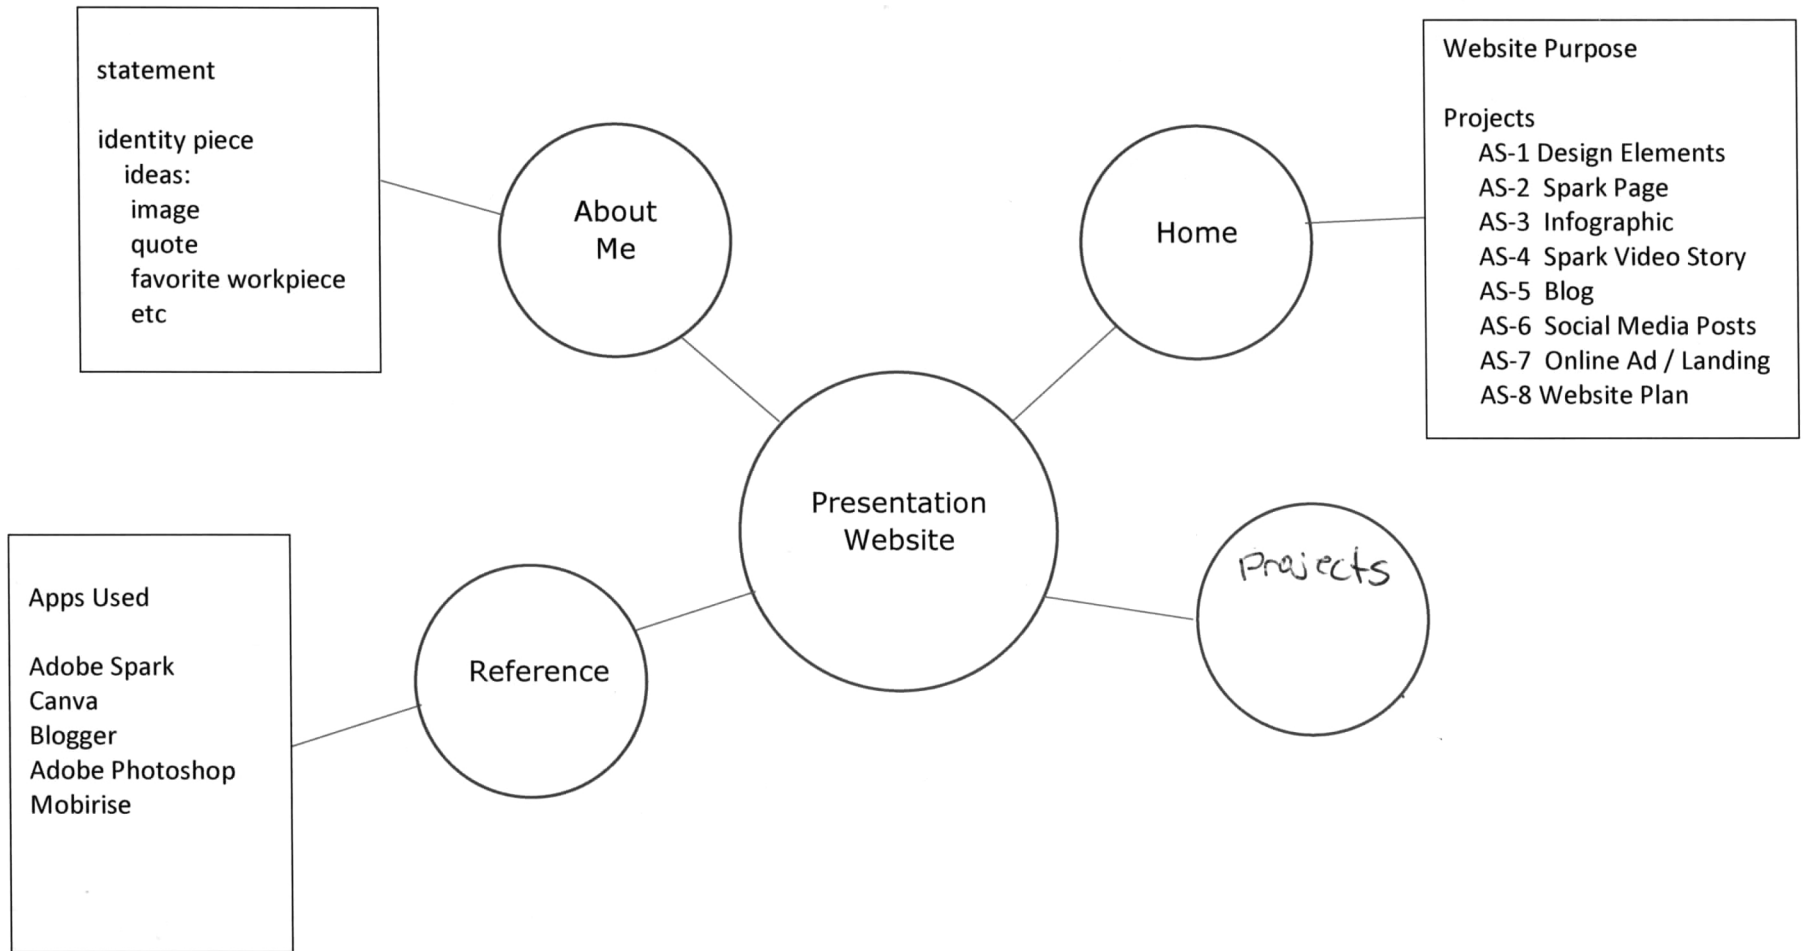 statement
identity piece
ideas:
image
quote
favorite workpiece
etc
About
Me
Home
Website Purpose
Projects
AS-1 Design Elements
AS-2 Spark Page
AS-3 Infographic
AS-4 Spark Video Story
AS-5 Blog
AS-6 Social Media Posts
AS-7 Online Ad / Landing
AS-8 Website Plan
Presentation
Website
Projects
Reference
Apps Used
Adobe Spark
Canva
Blogger
Adobe Photoshop
Mobirise